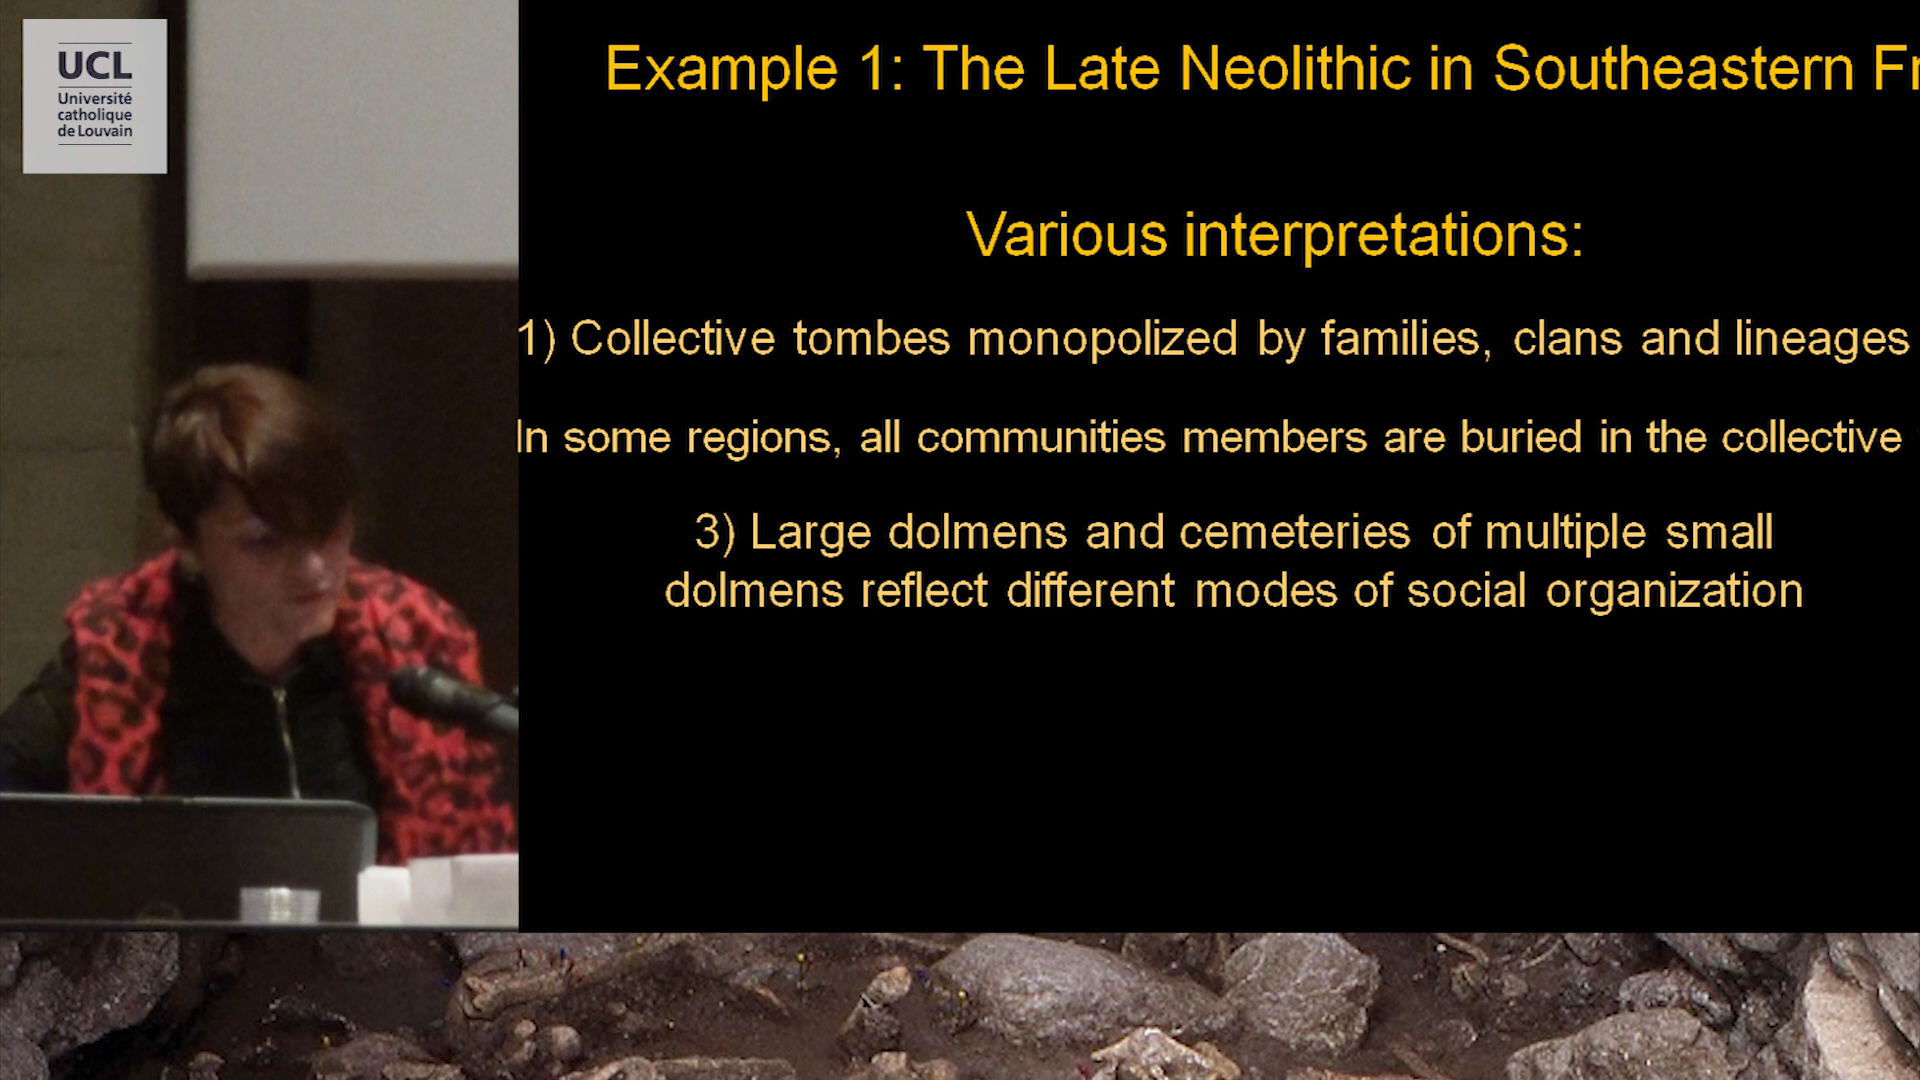 UCL
Université
catholique
de Louvain
Example 1: The Late Neolithic in Southeastern Fr
Various interpretations:
1) Collective tombes monopolized by families, clans and lineages
In some regions, all communities members are buried in the collective
3) Large dolmens and cemeteries of multiple small
dolmens reflect different modes of social organization